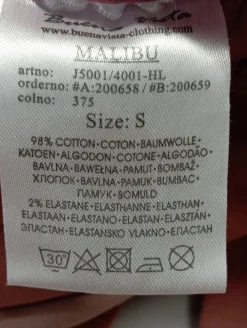 Buena vida
www.buenavista-clothing.com
MALIBU
artno: J5001/4001-HL
orderno: #A:200658 / #B:200659
colno: 375
Size: S
98% COTTON•COTON•BAUMWOLLE•
KATOEN•ALGODON•COTONE•ALGODÃO•
BAVLNA•BAWEŁNA•PAMUT•BOMBAŽ•
ХЛОПОК•BAVLNA•PAMUK•BUMBAC•
ПАМУК•BOMULD
2% ELASTANE•ELASTHANNE•ELASTHAN•
ELASTAAN•ELASTANO•ELASTAN•ELASZTÁN•
ЭЛАСТАН•ELASTANSKO VLAKNO•ЕЛАСТАН
30°